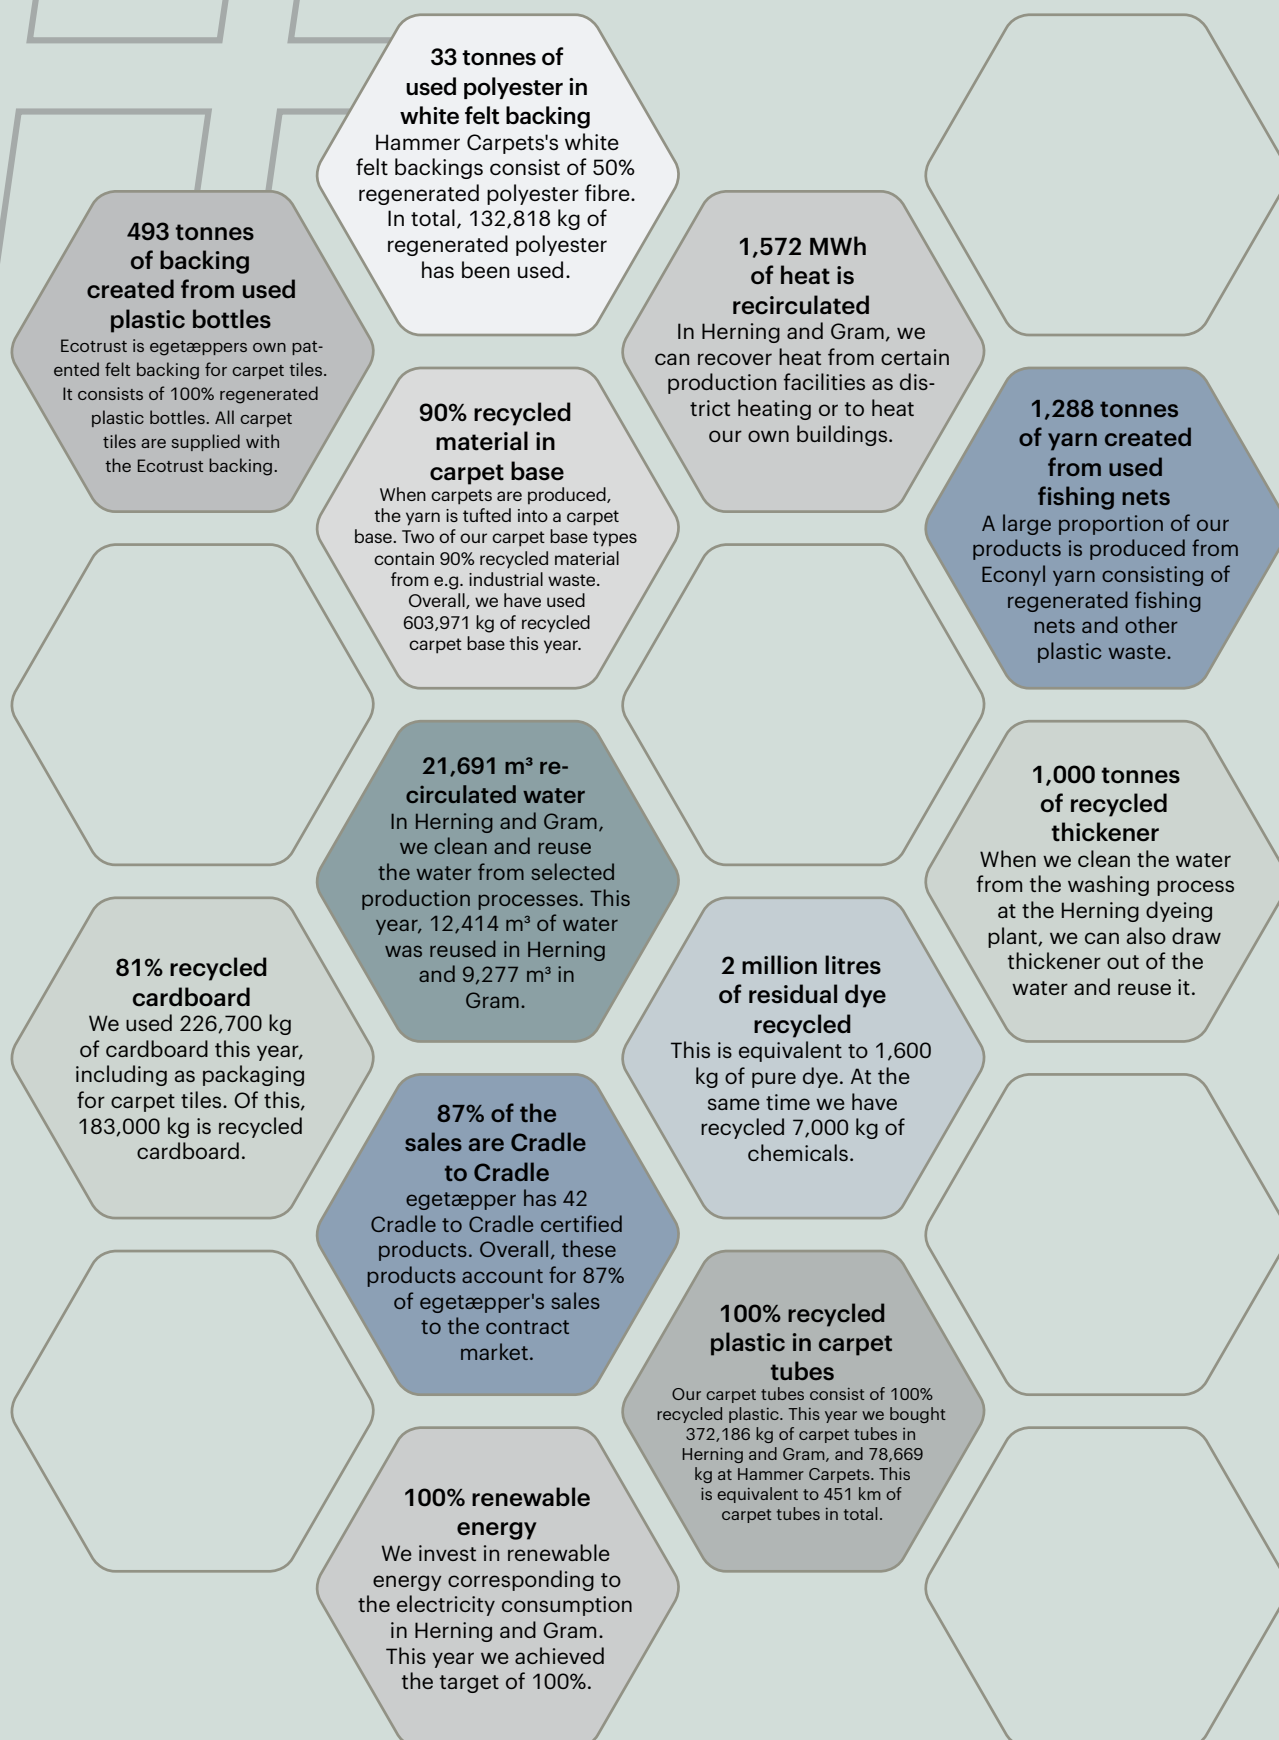 33 tonnes of
used polyester in
white felt backing
Hammer Carpets's white
felt backings consist of 50%
regenerated polyester fibre.
In total, 132,818 kg of
regenerated polyester
has been used.
493 tonnes
of backing
created from used
plastic bottles
Ecotrust is egetæppers own pat-
ented felt backing for carpet tiles.
It consists of 100% regenerated
plastic bottles. All carpet
tiles are supplied with
the Ecotrust backing.
1,572 MWh
of heat is
recirculated
In Herning and Gram, we
can recover heat from certain
production facilities as dis-
trict heating or to heat
our own buildings.
90% recycled
material in
carpet base
When carpets are produced,
the yarn is tufted into a carpet
base. Two of our carpet base types
contain 90% recycled material
from e.g. industrial waste.
Overall, we have used
603,971 kg of recycled
carpet base this year.
1,288 tonnes
of yarn created
from used
fishing nets
A large proportion of our
products is produced from
Econyl yarn consisting of
regenerated fishing
nets and other
plastic waste.
21,691 m³ re-
circulated water
In Herning and Gram,
we clean and reuse
the water from selected
production processes. This
year, 12,414 m³ of water
was reused in Herning
and 9,277 m³ in
Gram.
1,000 tonnes
of recycled
thickener
When we clean the water
from the washing process
at the Herning dyeing
plant, we can also draw
thickener out of the
water and reuse it.
81% recycled
cardboard
We used 226,700 kg
of cardboard this year,
including as packaging
for carpet tiles. Of this,
183,000 kg is recycled
cardboard.
2 million litres
of residual dye
recycled
This is equivalent to 1,600
kg of pure dye. At the
same time we have
recycled 7,000 kg of
chemicals.
87% of the
sales are Cradle
to Cradle
egetæpper has 42
Cradle to Cradle certified
products. Overall, these
products account for 87%
of egetæpper's sales
to the contract
market.
100% recycled
plastic in carpet
tubes
Our carpet tubes consist of 100%
recycled plastic. This year we bought
372,186 kg of carpet tubes in
Herning and Gram, and 78,669
kg at Hammer Carpets. This
is equivalent to 451 km of
carpet tubes in total.
100% renewable
energy
We invest in renewable
energy corresponding to
the electricity consumption
in Herning and Gram.
This year we achieved
the target of 100%.